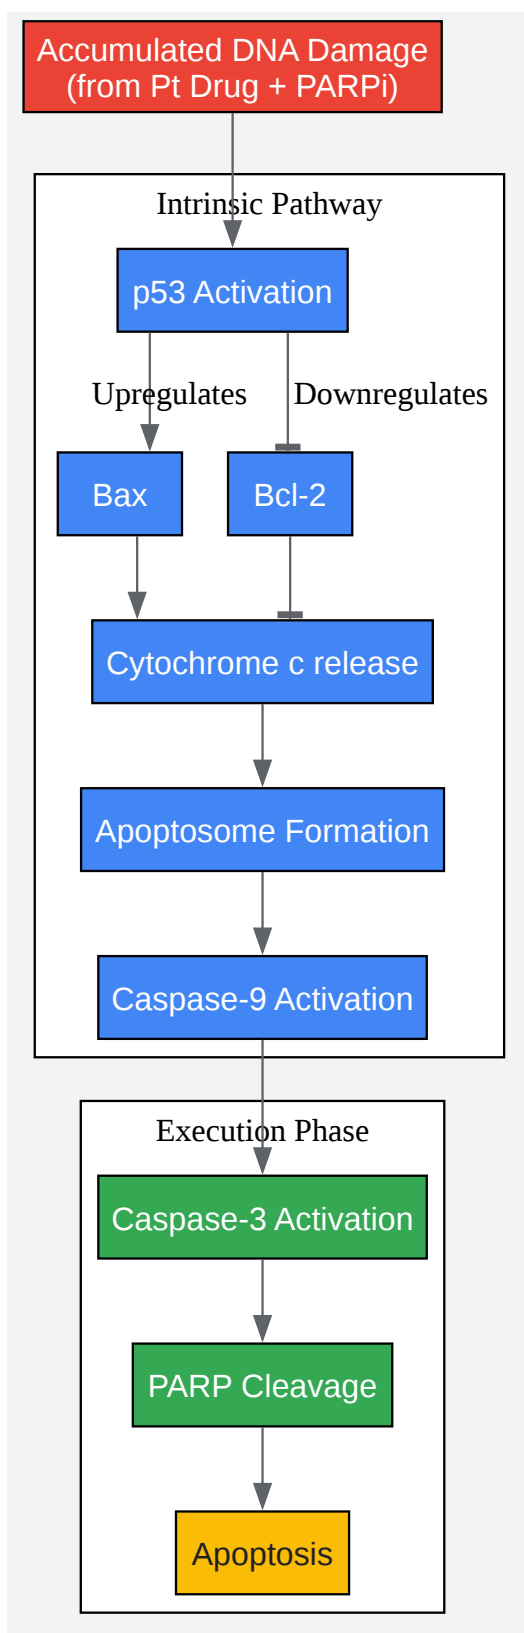 Accumulated DNA Damage
(from Pt Drug + PARPi)
Intrinsic Pathway
p53 Activation
Upregulates
Downregulates
Bax
Bcl-2
Cytochrome c release
Apoptosome Formation
Caspase-9 Activation
Execution Phase
Caspase-3 Activation
PARP Cleavage
Apoptosis